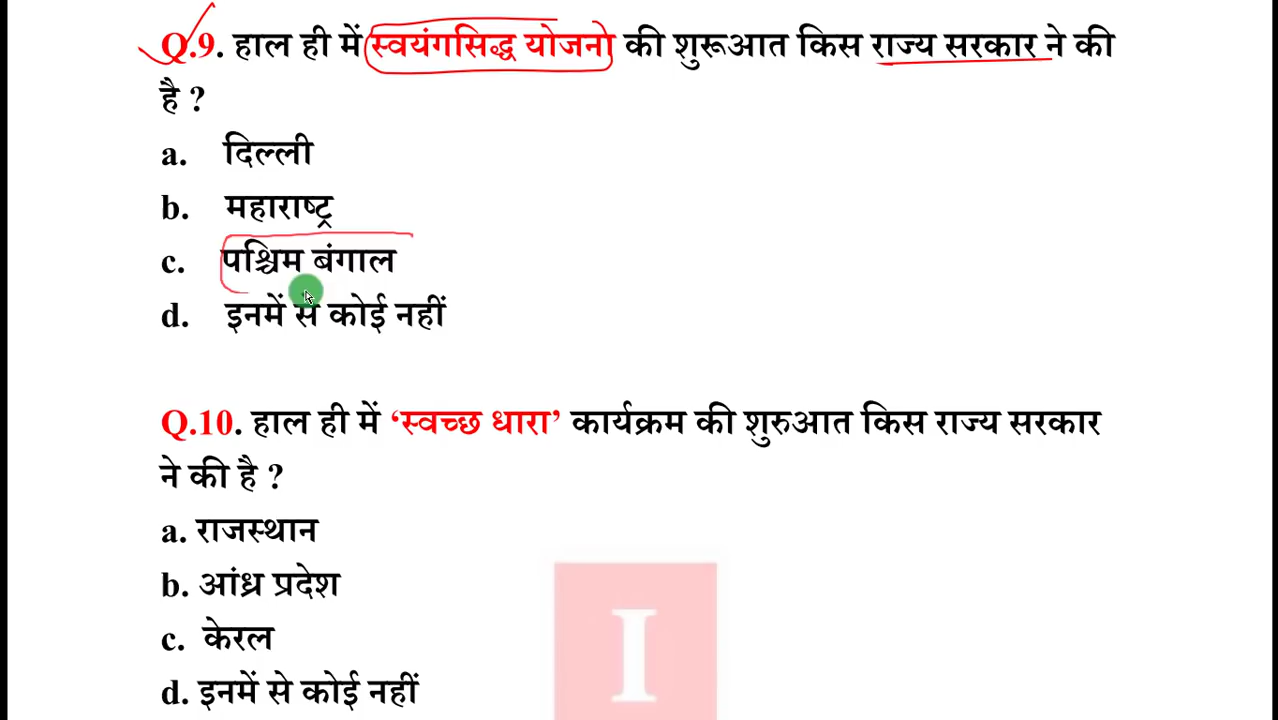 Q.9. हाल ही में स्वयंगसिद्ध योजना की शुरूआत किस राज्य सरकार ने की
है ?
a. दिल्ली
b. महाराष्ट्र
c. पश्चिम बंगाल
d. इनमें से कोई नहीं
Q.10. हाल ही में ‘स्वच्छ धारा’ कार्यक्रम की शुरुआत किस राज्य सरकार
ने की है ?
a. राजस्थान
b. आंध्र प्रदेश
c. केरल
d. इनमें से कोई नहीं
I